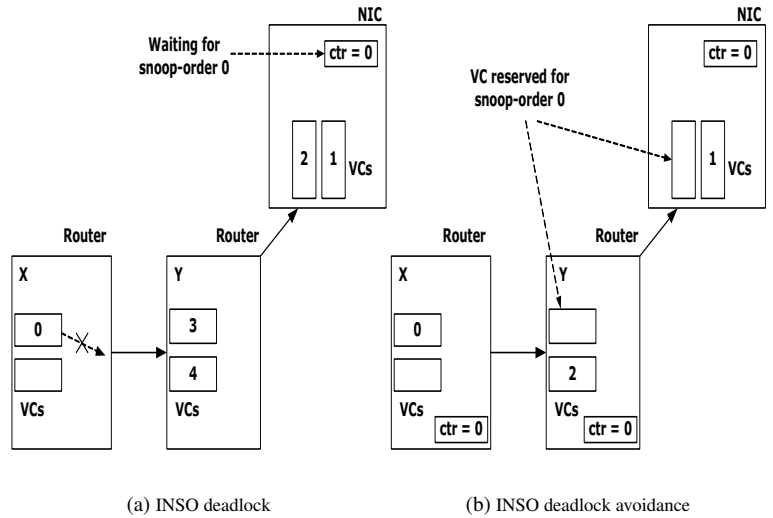 NIC
Waiting for
snoop-order 0
ctr = 0
2
1
VCs
Router
Router
X
Y
0
3
4
VCs
VCs
(a) INSO deadlock
NIC
ctr = 0
VC reserved for
snoop-order 0
1
VCs
Router
Router
X
Y
0
2
VCs
VCs
ctr = 0
ctr = 0
(b) INSO deadlock avoidance